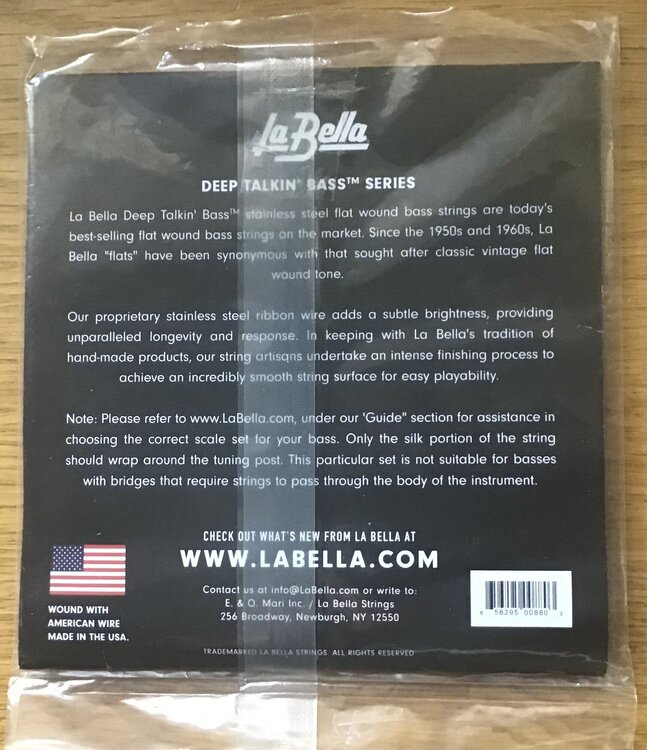 La Bella
DEEP TALKIN' BASS™ SERIES
La Bella Deep Talkin' Bass™ stainless steel flat wound bass strings are today's
best-selling flat wound bass strings on the market. Since the 1950s and 1960s, La
Bella "flats" have been synonymous with that sought after classic vintage flat
wound tone.
Our proprietary stainless steel ribbon wire adds a subtle brightness, providing
unparalleled longevity and response. In keeping with La Bella's tradition of
hand-made products, our string artisans undertake an intense finishing process to
achieve an incredibly smooth string surface for easy playability.
Note: Please refer to www.LaBella.com, under our 'Guide" section for assistance in
choosing the correct scale set for your bass. Only the silk portion of the string
should wrap around the tuning post. This particular set is not suitable for basses
with bridges that require strings to pass through the body of the instrument.
CHECK OUT WHAT'S NEW FROM LA BELLA AT
WWW.LABELLA.COM
Contact us at info@LaBella.com or write to:
E. & O. Mari Inc. / La Bella Strings
256 Broadway, Newburgh, NY 12550
TRADEMARKED LA BELLA STRINGS. ALL RIGHTS RESERVED
WOUND WITH
AMERICAN WIRE
MADE IN THE USA.
6 56295 00880 3